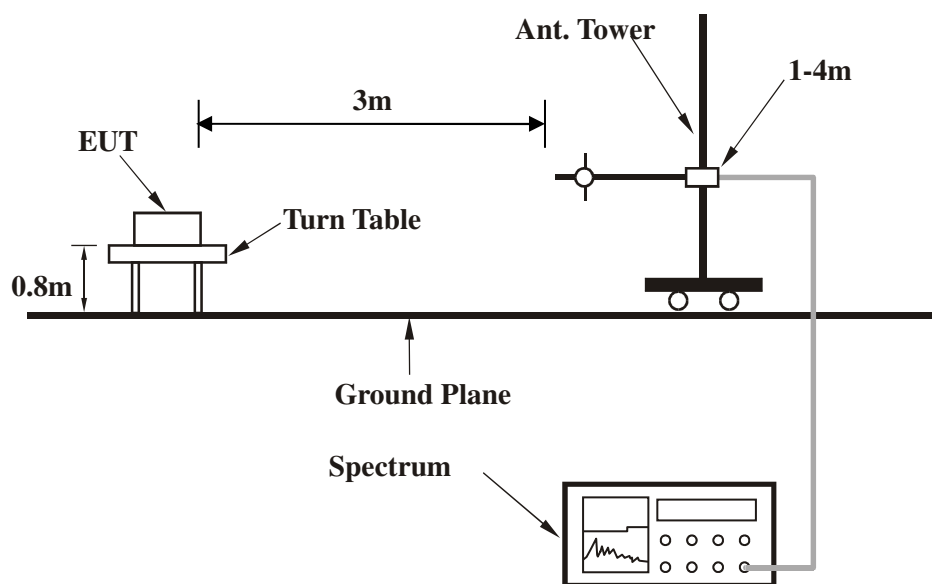 Ant. Tower
1-4m
3m
EUT
Turn Table
0.8m
Ground Plane
Spectrum